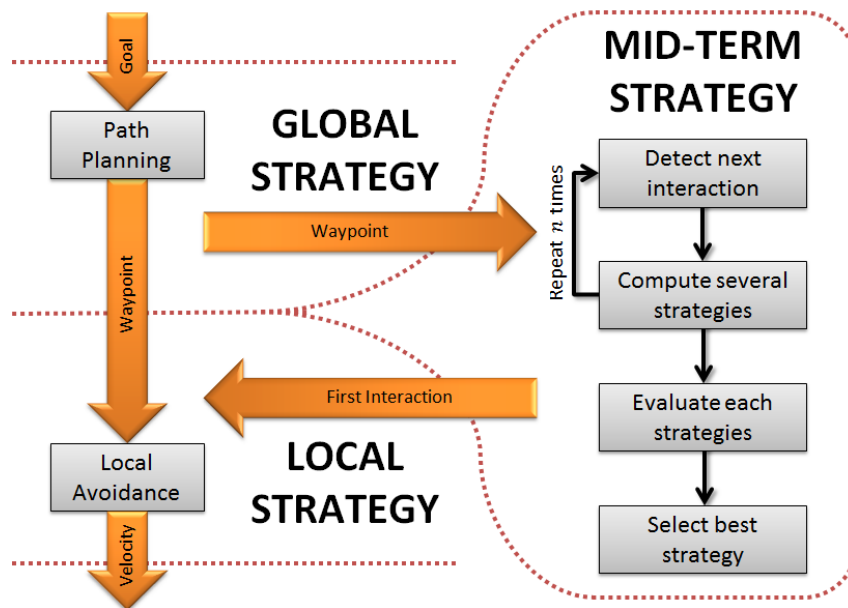 Goal
Path
Planning
GLOBAL
STRATEGY
Waypoint
Waypoint
First Interaction
Local
Avoidance
LOCAL
STRATEGY
Velocity
MID-TERM
STRATEGY
Detect next
interaction
Repeat n times
Compute several
strategies
Evaluate each
strategies
Select best
strategy